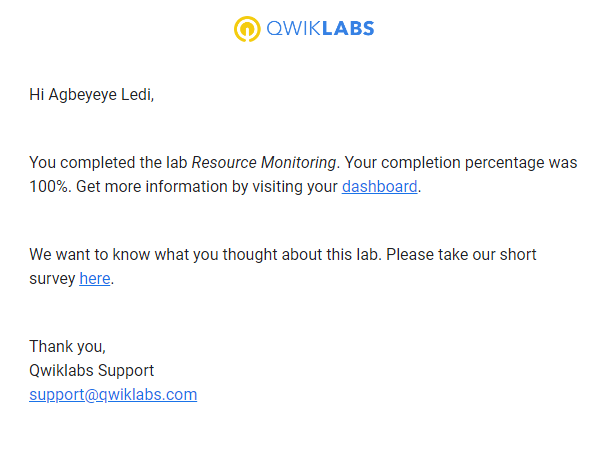 QWIKLABS
Hi Agbeyeye Ledi,
You completed the lab Resource Monitoring. Your completion percentage was
100%. Get more information by visiting your dashboard.
We want to know what you thought about this lab. Please take our short
survey here.
Thank you,
Qwiklabs Support
support@qwiklabs.com